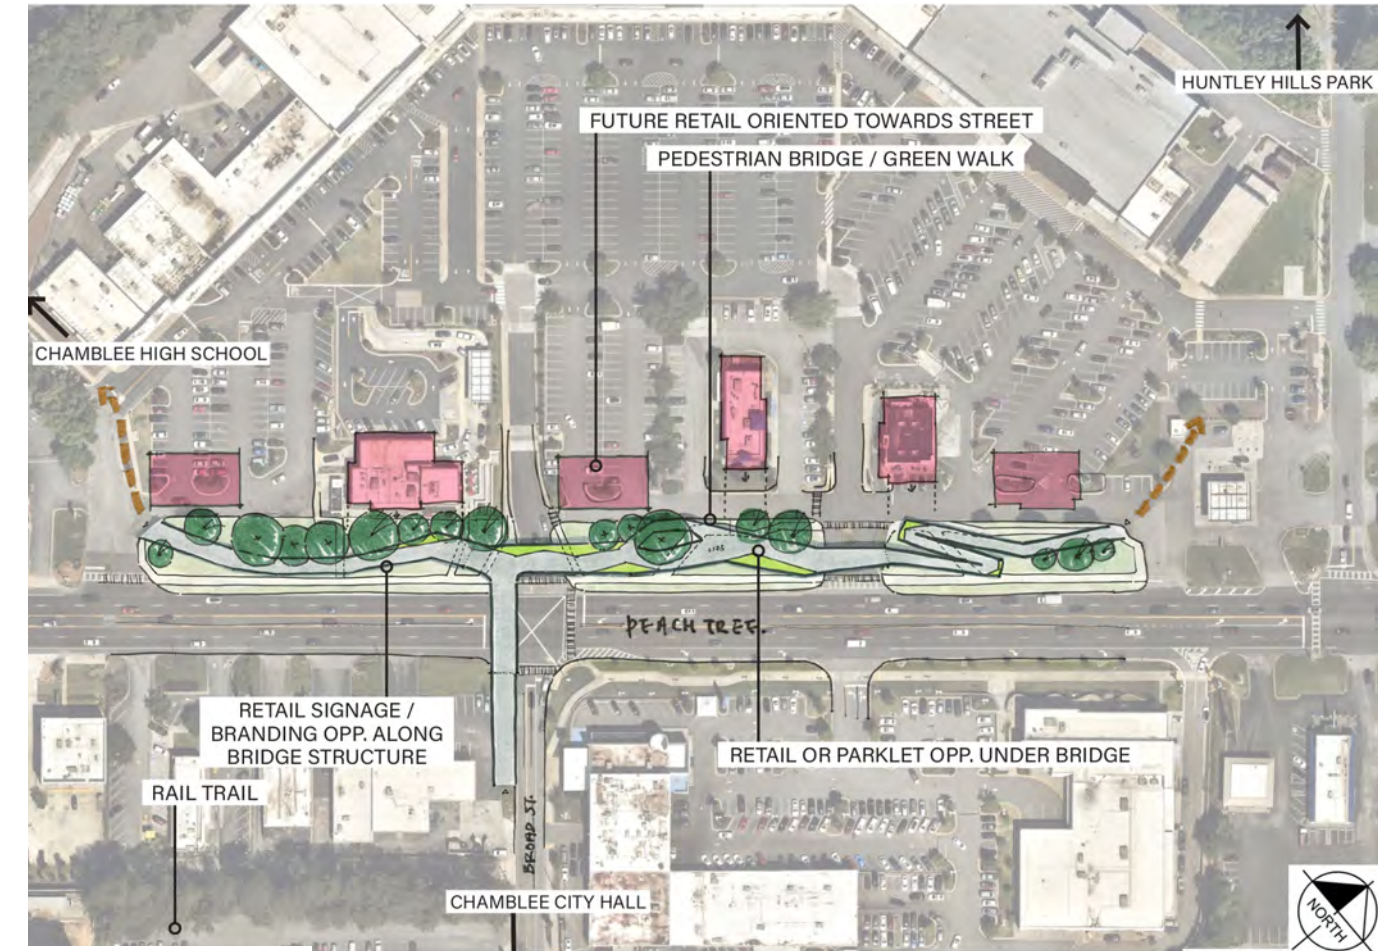 HUNTLEY HILLS PARK
FUTURE RETAIL ORIENTED TOWARDS STREET
PEDESTRIAN BRIDGE / GREEN WALK
CHAMBLEE HIGH SCHOOL
PEACH TREE.
RETAIL SIGNAGE /
BRANDING OPP. ALONG
BRIDGE STRUCTURE
RETAIL OR PARKLET OPP. UNDER BRIDGE
RAIL TRAIL
BROAD ST.
CHAMBLEE CITY HALL
NORTH